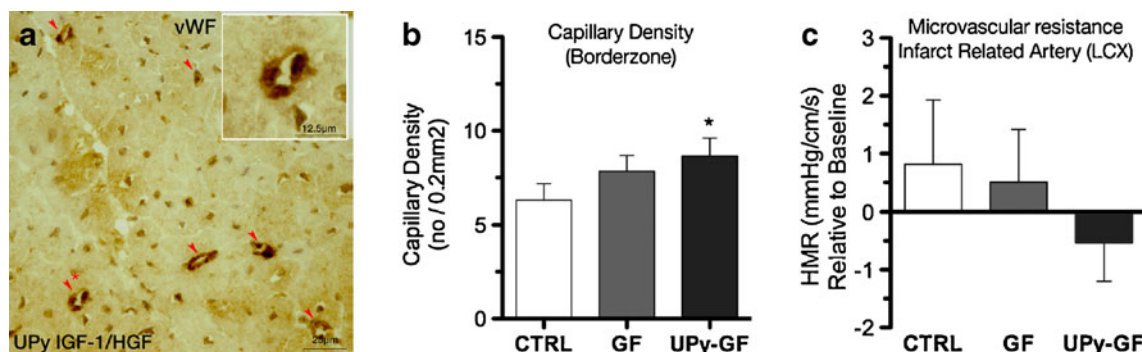 a
vWF
12.5µm
*
UPy IGF-1/HGF
25µm
b
Capillary Density
(Borderzone)
Capillary Density
(no / 0.2mm2)
15
10
5
0
*
CTRL GF UPy-GF
c
Microvascular resistance
Infarct Related Artery (LCX)
HMR (mmHg/cm/s)
Relative to Baseline
3
2
1
0
-1
-2
CTRL GF UPy-GF